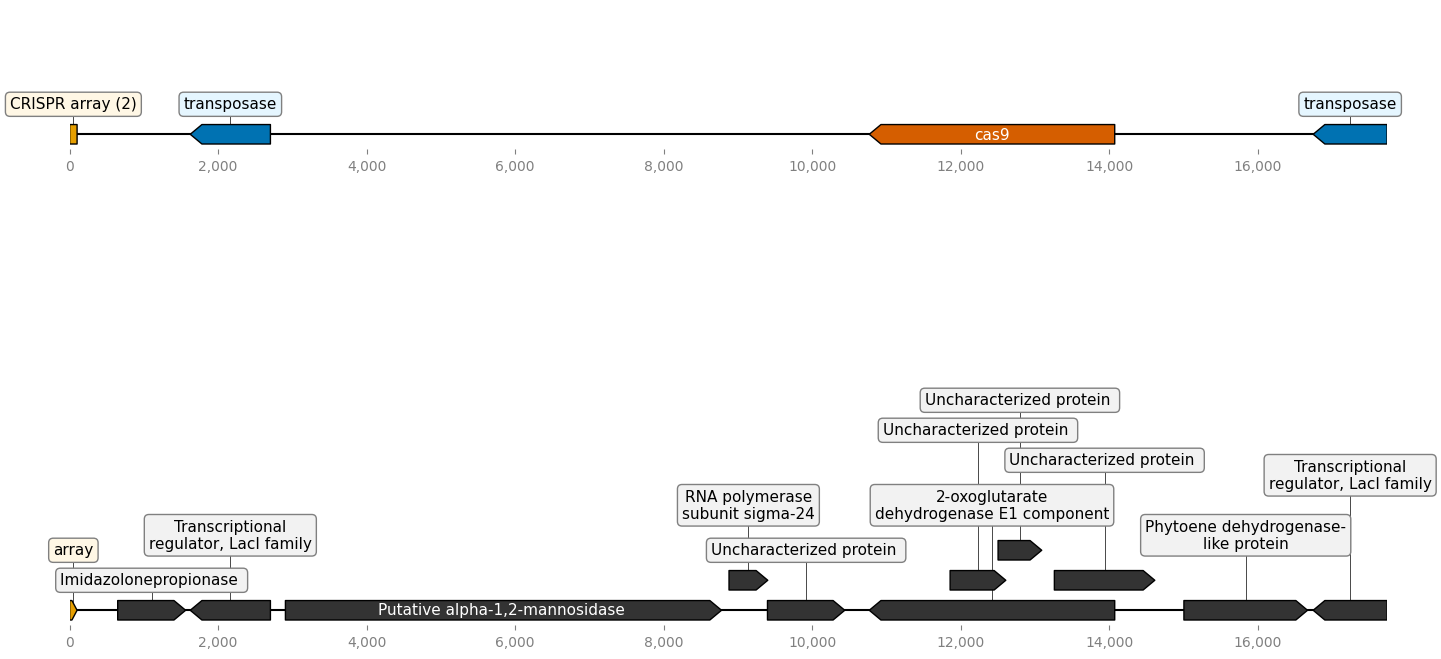 CRISPR array (2)
transposase
transposase
cas9
0
2,000
4,000
6,000
8,000
10,000
12,000
14,000
16,000
Uncharacterized protein
Uncharacterized protein
Uncharacterized protein
Transcriptional
regulator, LacI family
RNA polymerase
subunit sigma-24
2-oxoglutarate
dehydrogenase E1 component
Transcriptional
regulator, LacI family
Phytoene dehydrogenase-
like protein
array
Uncharacterized protein
Imidazolonepropionase
Putative alpha-1,2-mannosidase
0
2,000
4,000
6,000
8,000
10,000
12,000
14,000
16,000